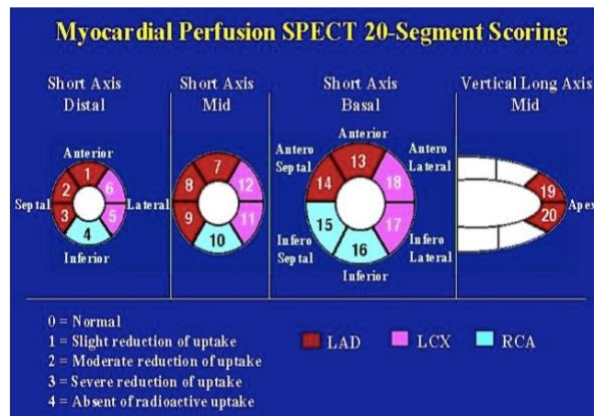 Myocardial Perfusion SPECT 20-Segment Scoring
Short Axis
Distal
Short Axis
Mid
Short Axis
Basal
Vertical Long Axis
Mid
Anterior
1
2
6
Septal
Lateral
3
5
4
Inferior
7
8
12
9
11
10
Anterior
Antero
Septal
Antero
Lateral
13
14
18
15
17
16
Infero
Septal
Infero
Lateral
Inferior
19
20
Apex
0 = Normal
1 = Slight reduction of uptake
2 = Moderate reduction of uptake
3 = Severe reduction of uptake
4 = Absent of radioactive uptake
LAD
LCX
RCA